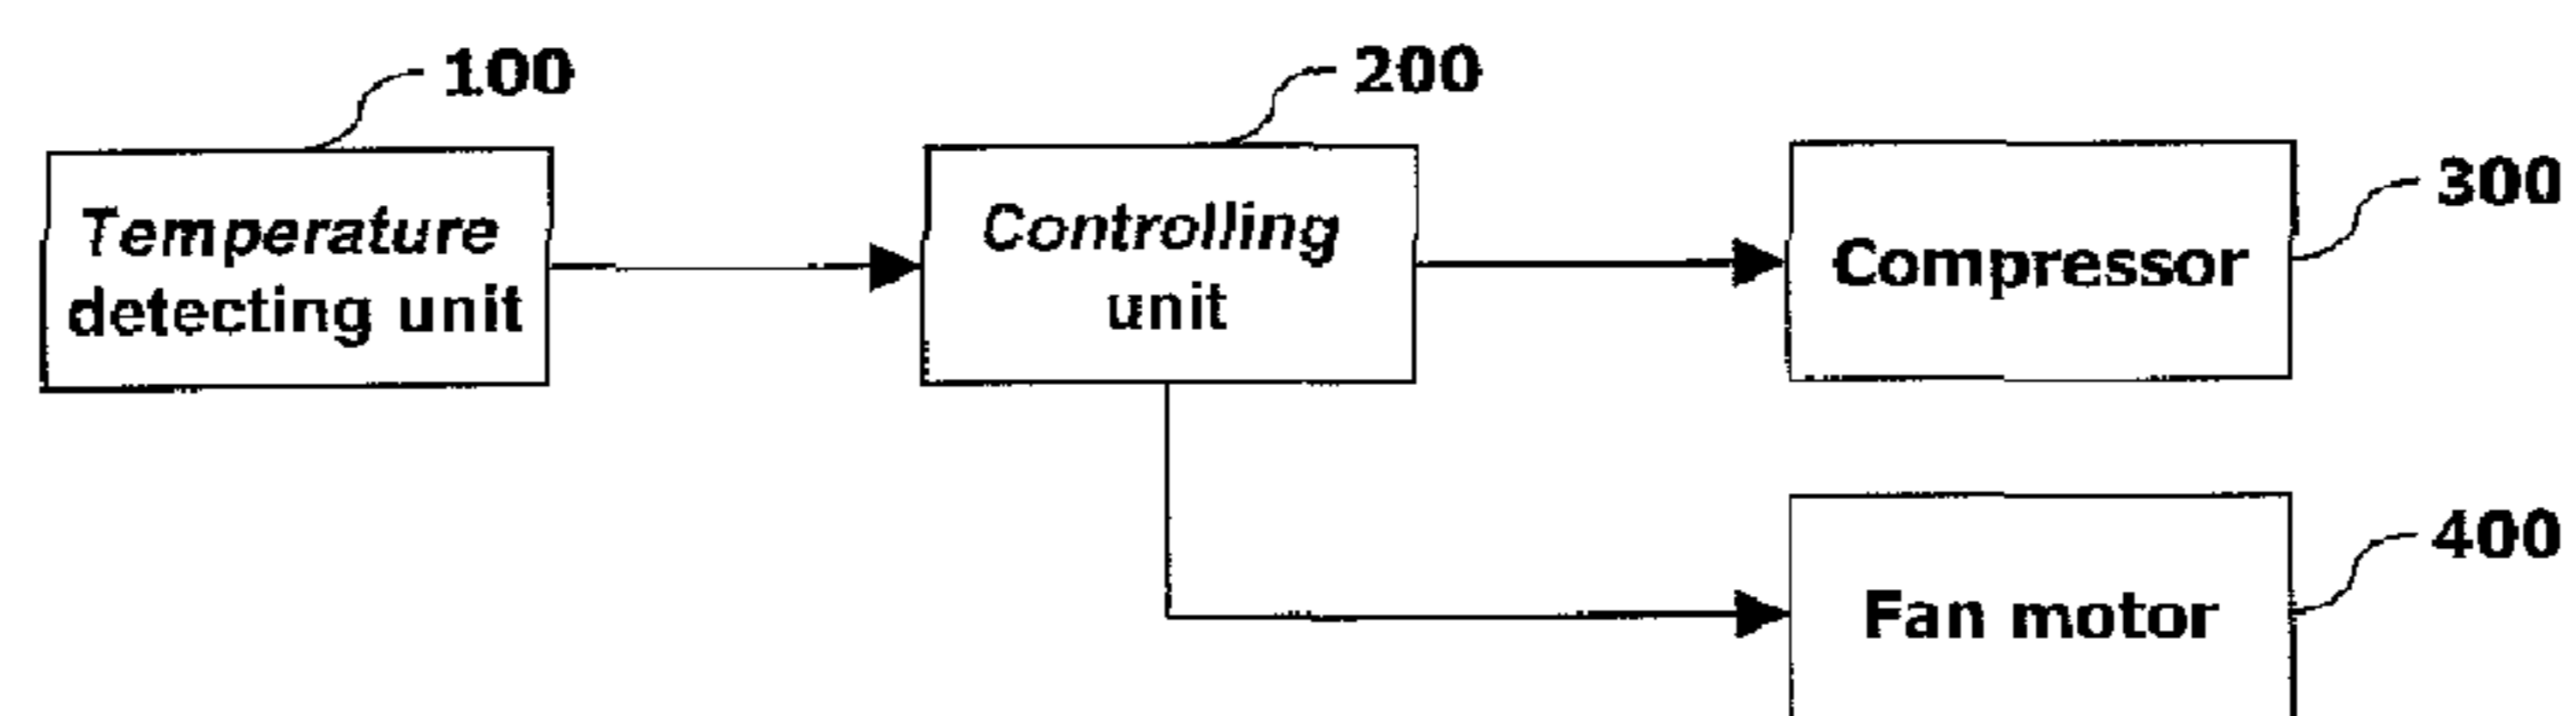 100
200
300
400
Temperature
detecting unit
Controlling
unit
Compressor
Fan motor